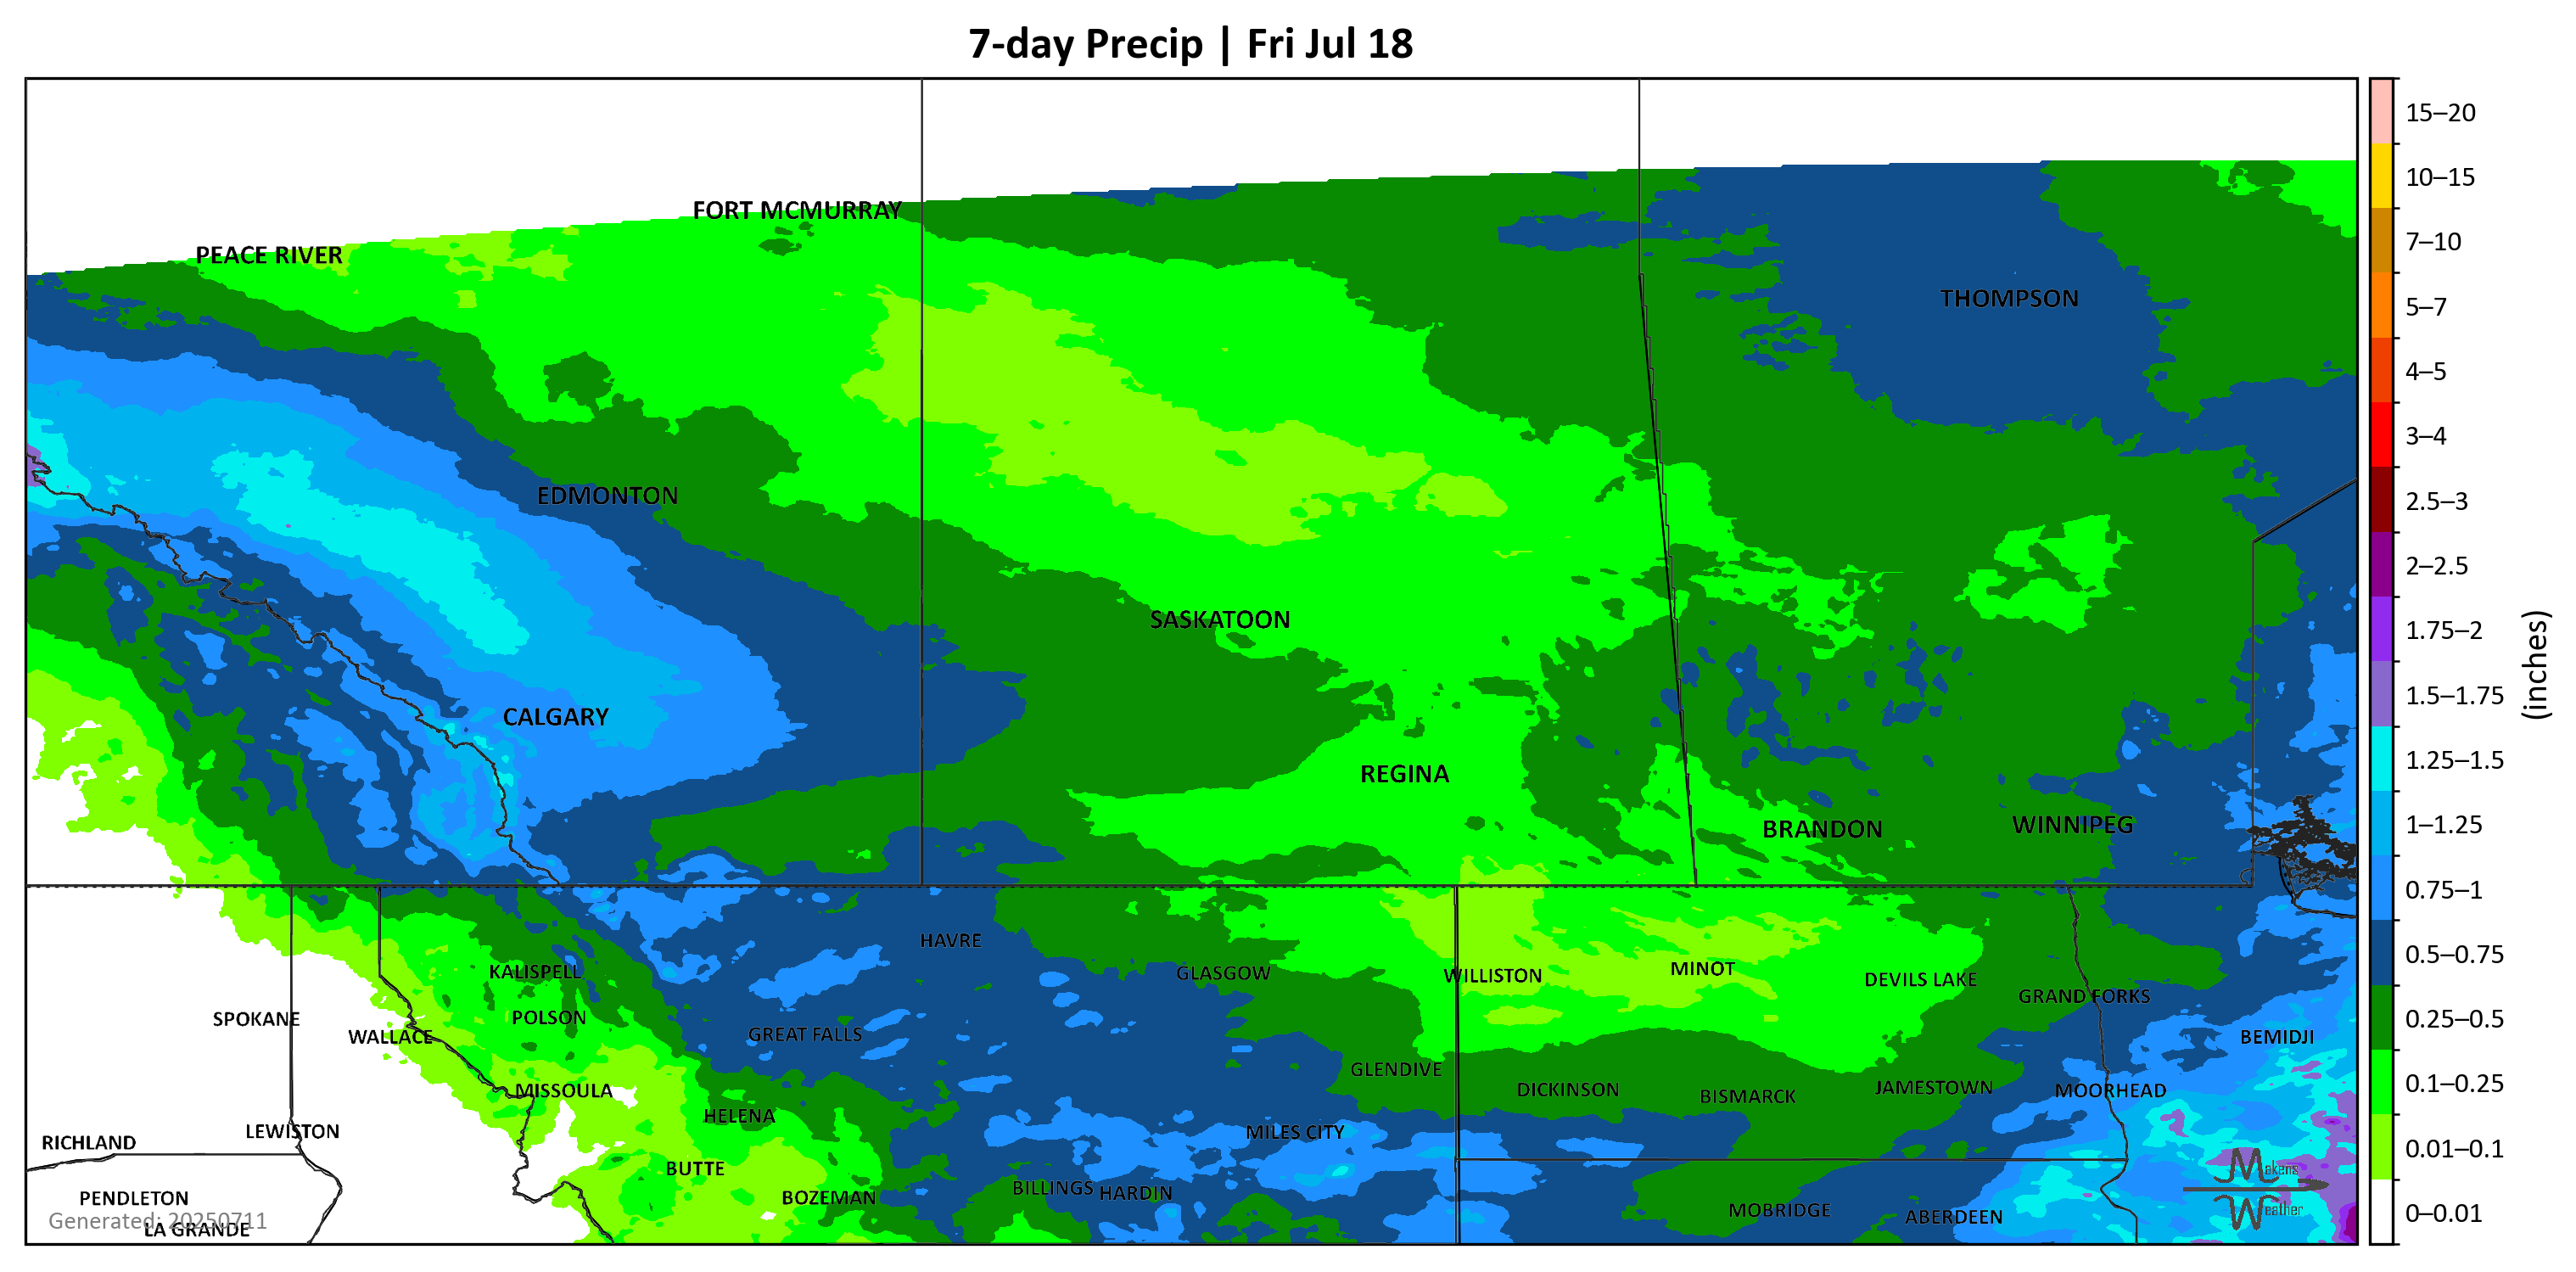 7-day Precip | Fri Jul 18
FORT MCMURRAY
PEACE RIVER
THOMPSON
EDMONTON
SASKATOON
CALGARY
REGINA
BRANDON
WINNIPEG
HAVRE
KALISPELL
GLASGOW
WILLISTON
MINOT
DEVILS LAKE
GRAND FORKS
SPOKANE
POLSON
WALLACE
GREAT FALLS
BEMIDJI
GLENDIVE
MISSOULA
DICKINSON
BISMARCK
JAMESTOWN
MOORHEAD
HELENA
RICHLAND
LEWISTON
MILES CITY
BUTTE
PENDLETON
BOZEMAN
BILLINGS
HARDIN
MOBRIDGE
ABERDEEN
Generated: 20250711
LA GRANDE
Makens
Weather
15–20
10–15
7–10
5–7
4–5
3–4
2.5–3
2–2.5
1.75–2
1.5–1.75
1.25–1.5
1–1.25
0.75–1
0.5–0.75
0.25–0.5
0.1–0.25
0.01–0.1
0–0.01
(inches)